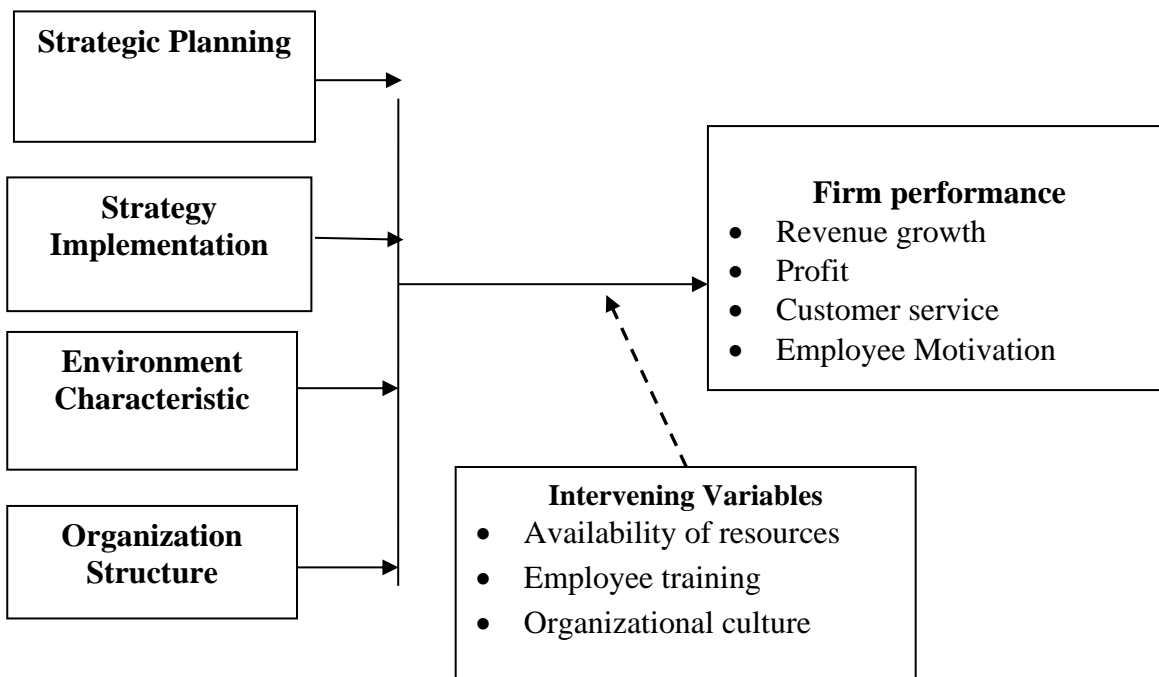 Strategic Planning
Strategy
Implementation
Environment
Characteristic
Organization
Structure
Firm performance
• Revenue growth
• Profit
• Customer service
• Employee Motivation
Intervening Variables
• Availability of resources
• Employee training
• Organizational culture